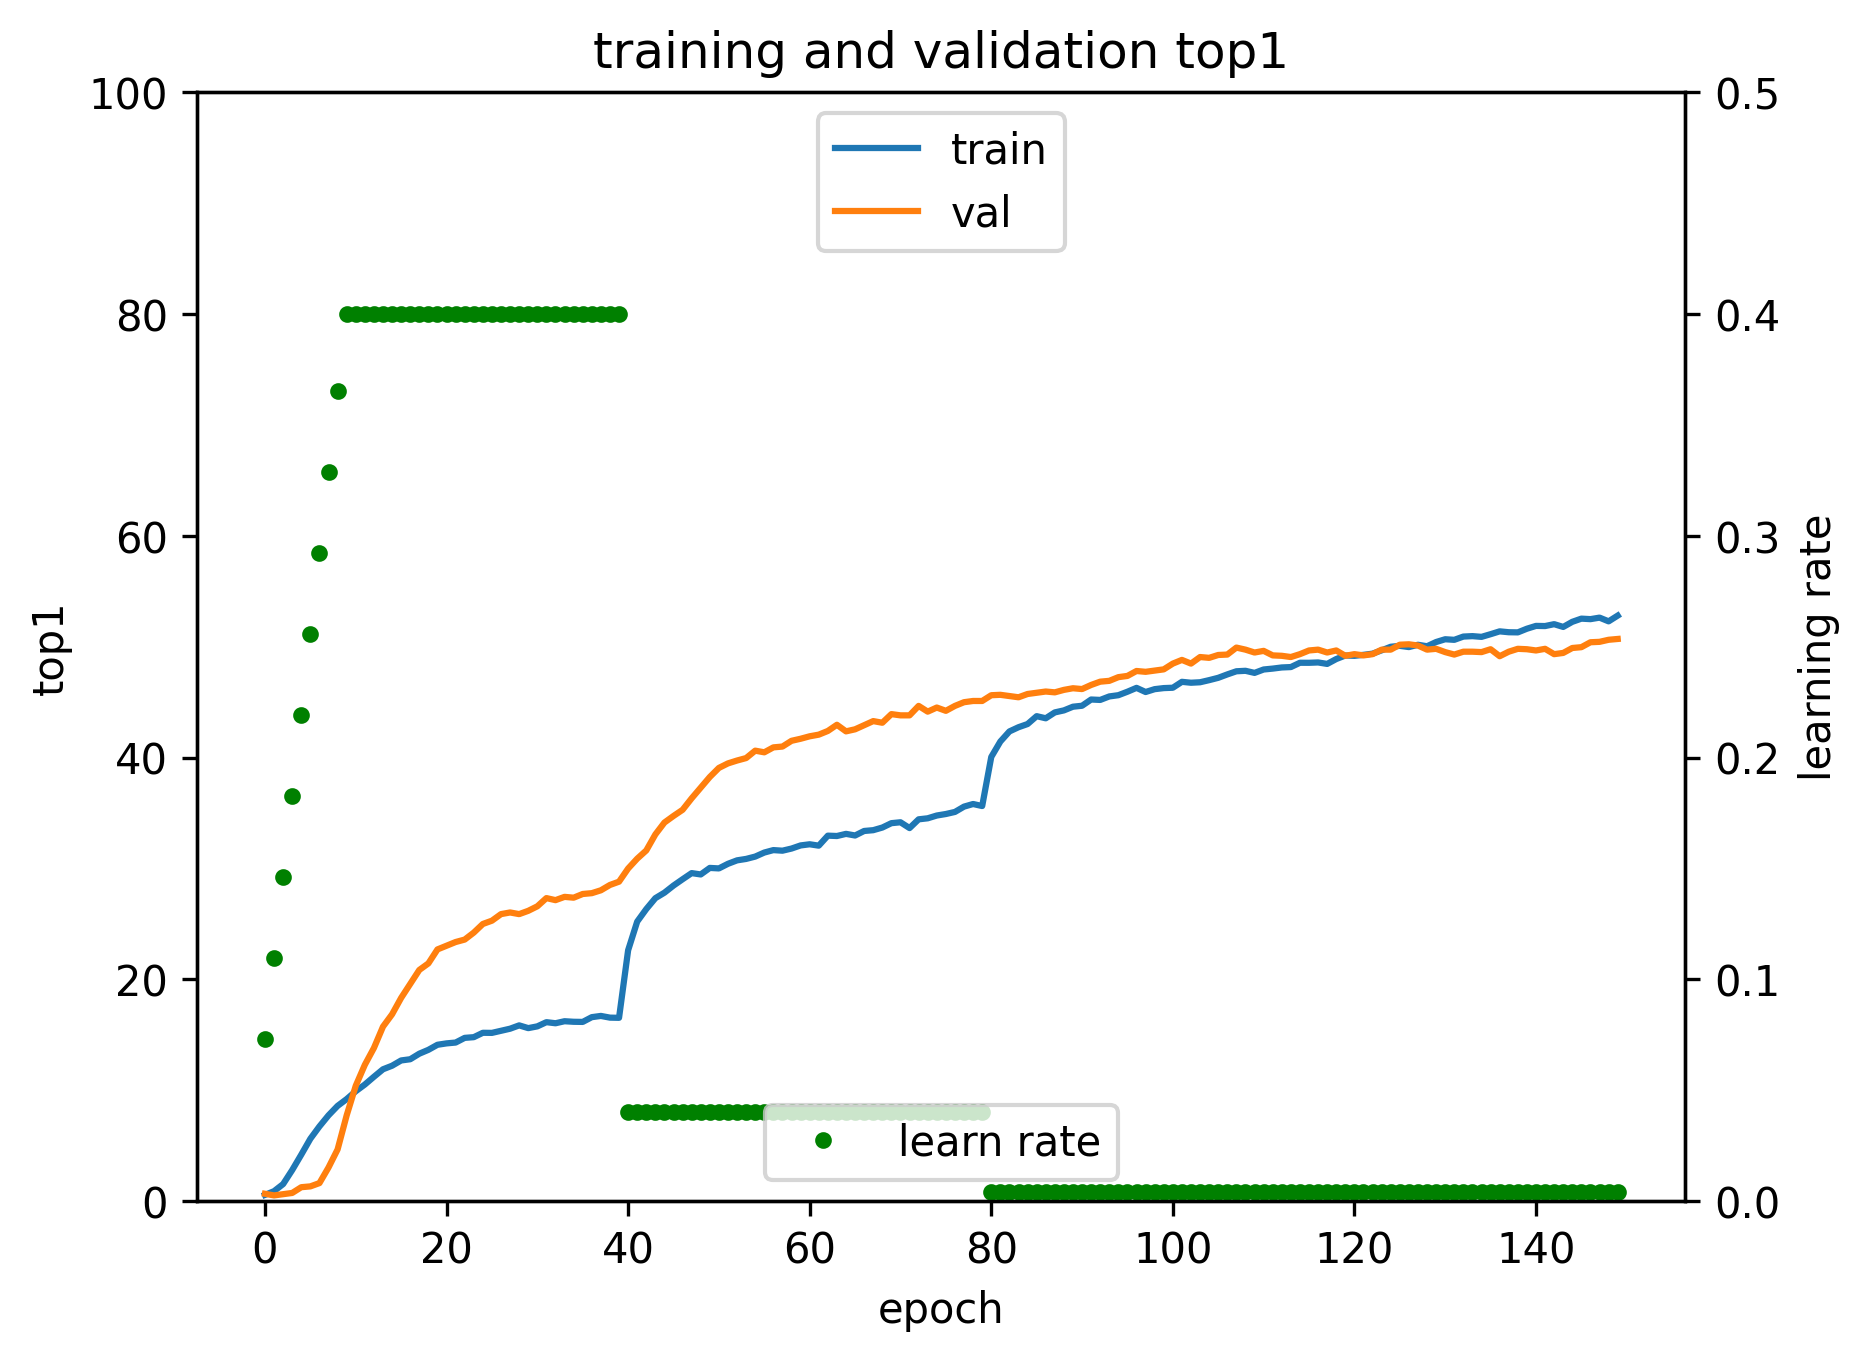 training and validation top1
100
80
60
40
20
0
top1
train
val
learn rate
0.5
0.4
0.3
0.2
0.1
0.0
learning rate
0 20 40 60 80 100 120 140
epoch